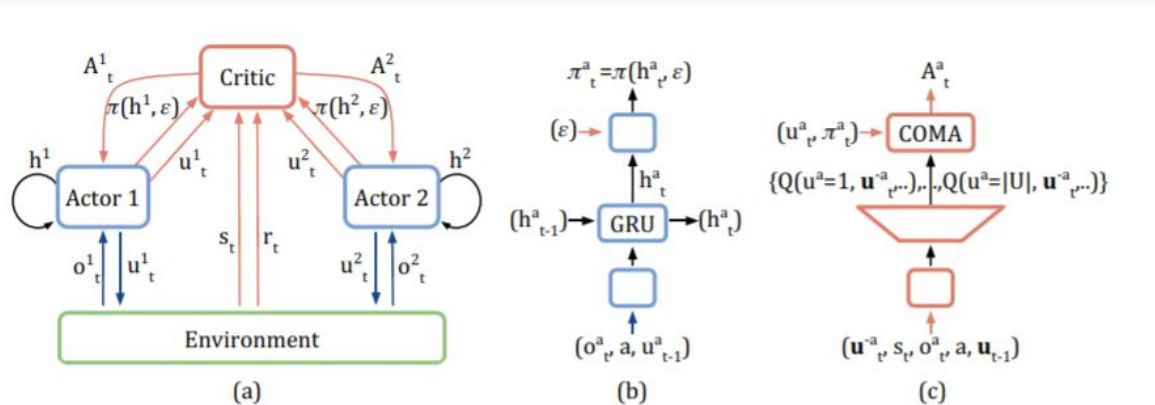 A¹ₜ
Critic
A²ₜ
π(h¹, ε)
π(h², ε)
h¹
u¹ₜ
u²ₜ
h²
Actor 1
Actor 2
o¹ₜ
u¹ₜ
sₜ
rₜ
u²ₜ
o²ₜ
Environment
(a)
πᵃₜ=π(hᵃₜ, ε)
(ε)
hᵃₜ
(hᵃₜ₋₁)
GRU
(hᵃₜ)
(oᵃₜ, a, uᵃₜ₋₁)
(b)
Aᵃₜ
(uᵃₜ, πᵃₜ)
COMA
{Q(uᵃ=1, u⁻ᵃₜ,..),..,Q(uᵃ=|U|, u⁻ᵃₜ,..)}
(u⁻ᵃₜ, sₜ, oᵃₜ, a, uₜ₋₁)
(c)